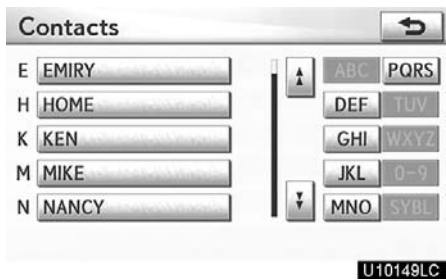 Contacts
E EMIRY ABC PQRS
H HOME DEF TUV
K KEN GHI WXYZ
M MIKE JKL 0-9
N NANCY MNO SYBL
U10149LC